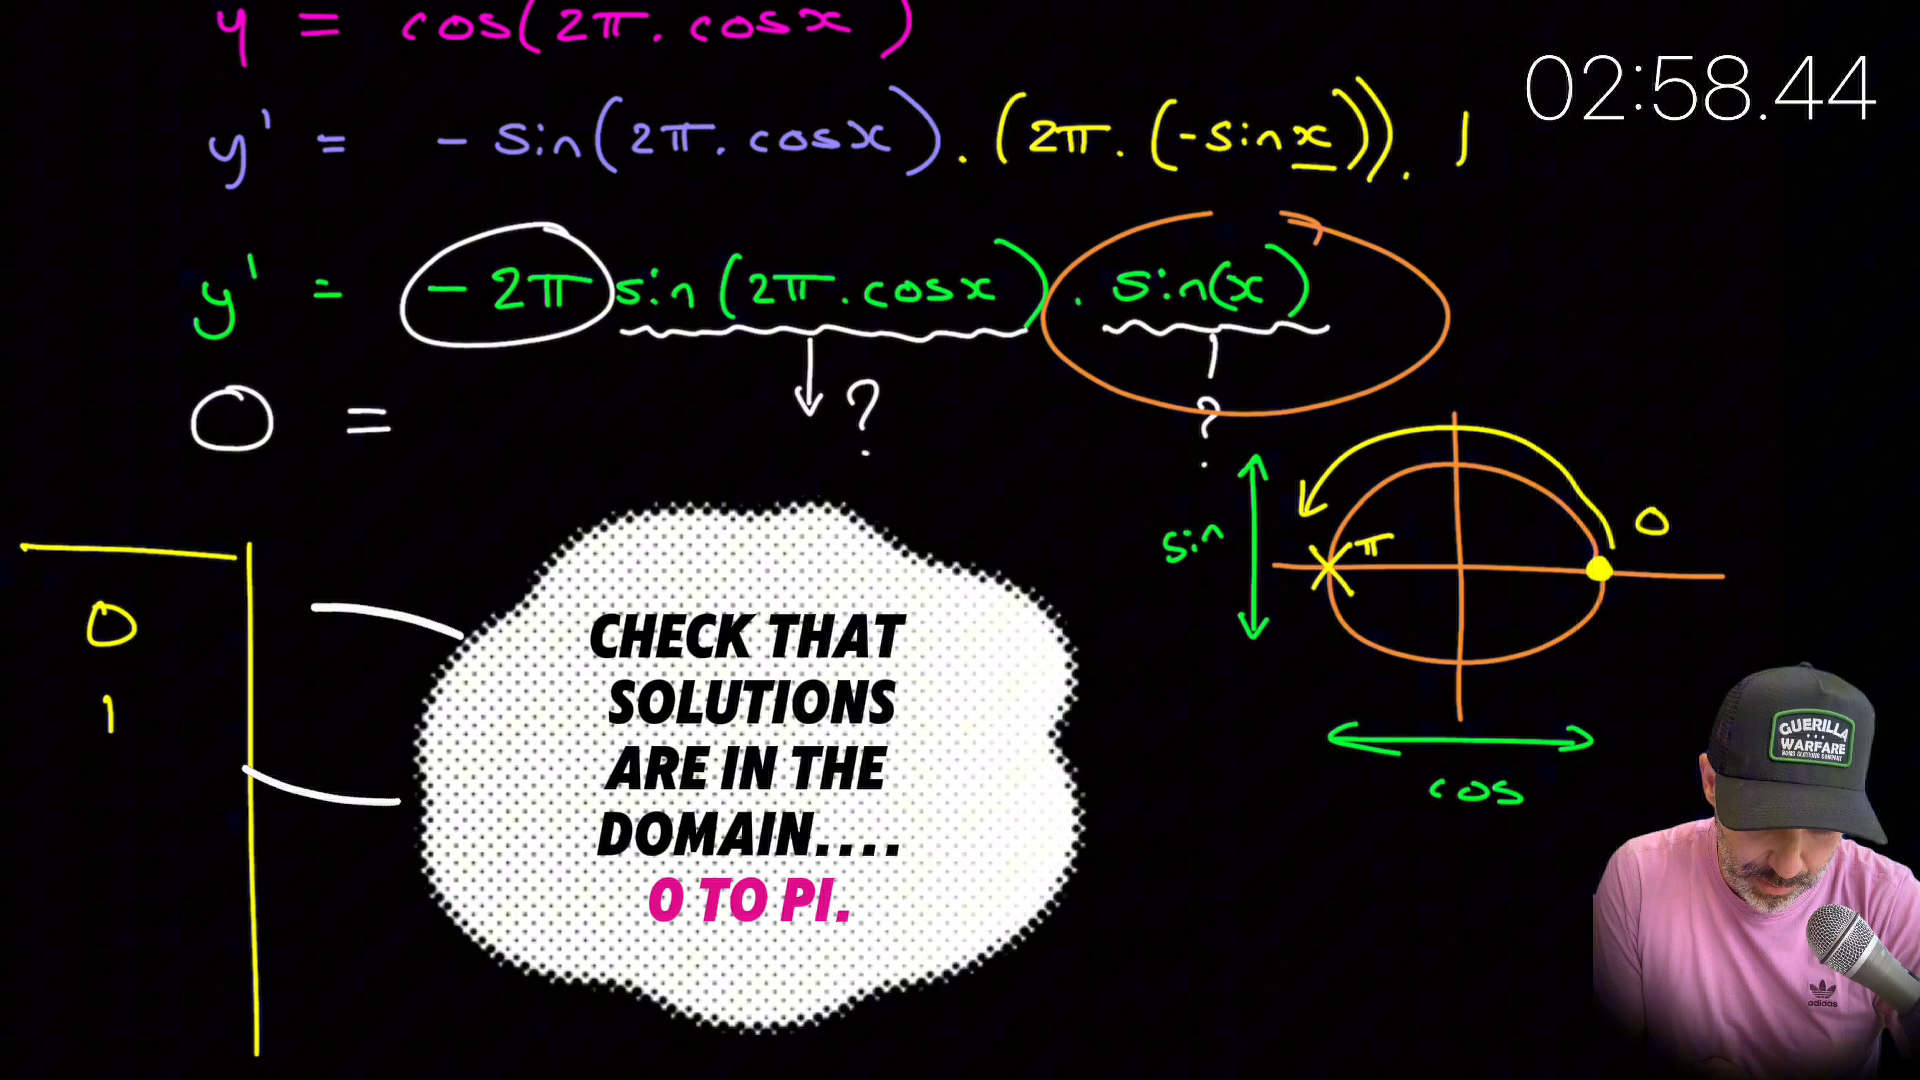 y = cos(2π. cosx )
02:58.44
y' = - sin(2π. cosx). (2π. (-sinx)). 1
y' = -2π sin (2π.cosx) . sin(x)
0 = ? ?
0
π
sin
0
1
CHECK THAT
SOLUTIONS
ARE IN THE
DOMAIN....
0 TO PI.
cos
GUERILLA
WARFARE
adidas